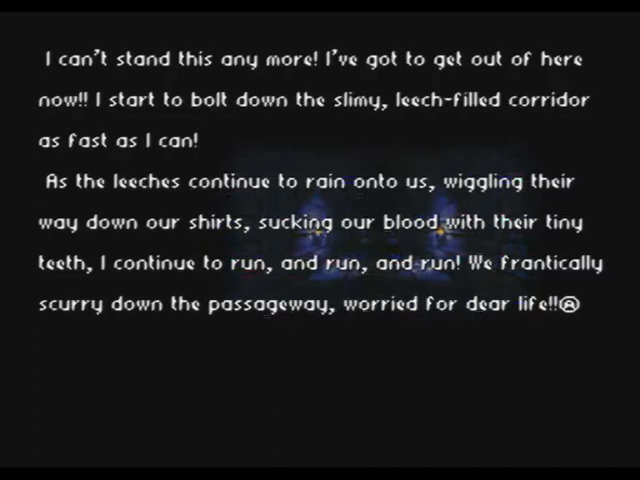 I can't stand this any more! I've got to get out of here
now!! I start to bolt down the slimy, leech-filled corridor
as fast as I can!
As the leeches continue to rain onto us, wiggling their
way down our shirts, sucking our blood with their tiny
teeth, I continue to run, and run, and run! We frantically
scurry down the passageway, worried for dear life!!Ⓐ